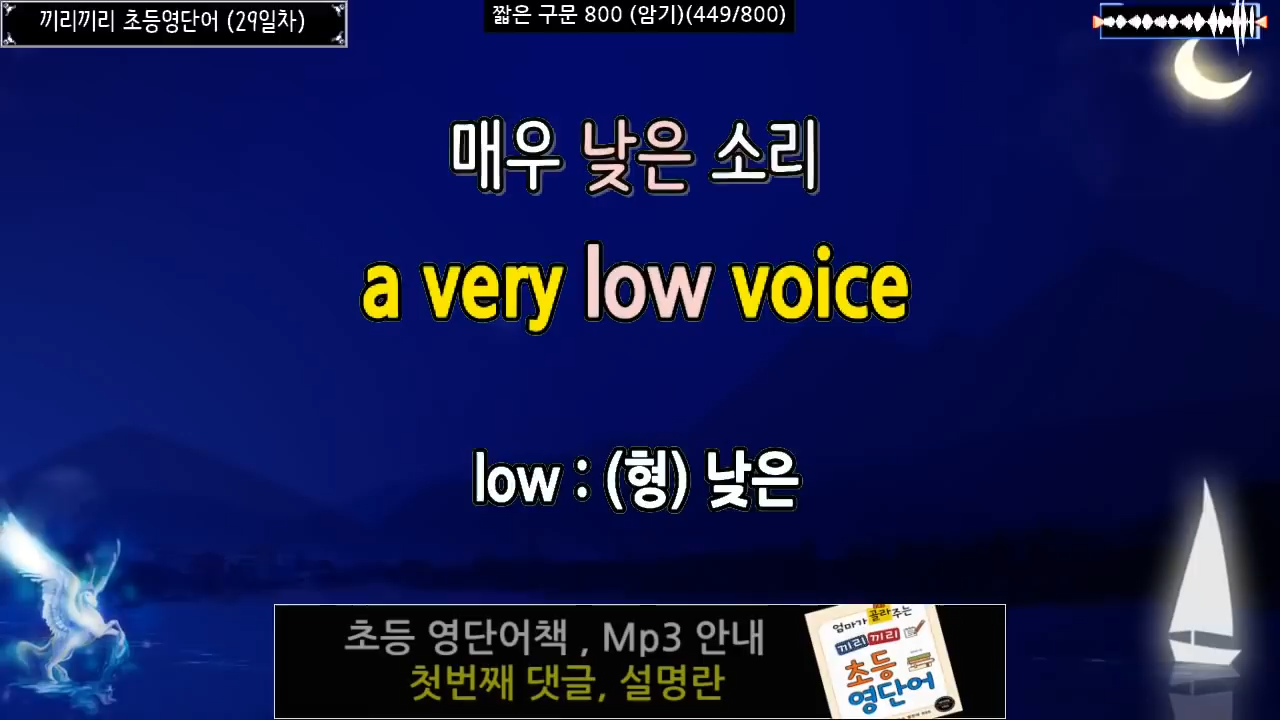 끼리끼리 초등영단어 (29일차)
짧은 구문 800 (암기)(449/800)
매우 낮은 소리
a very low voice
low : (형) 낮은
초등 영단어책 , Mp3 안내
첫번째 댓글, 설명란
엄마가 골라주는
끼리끼리
초등
영단어